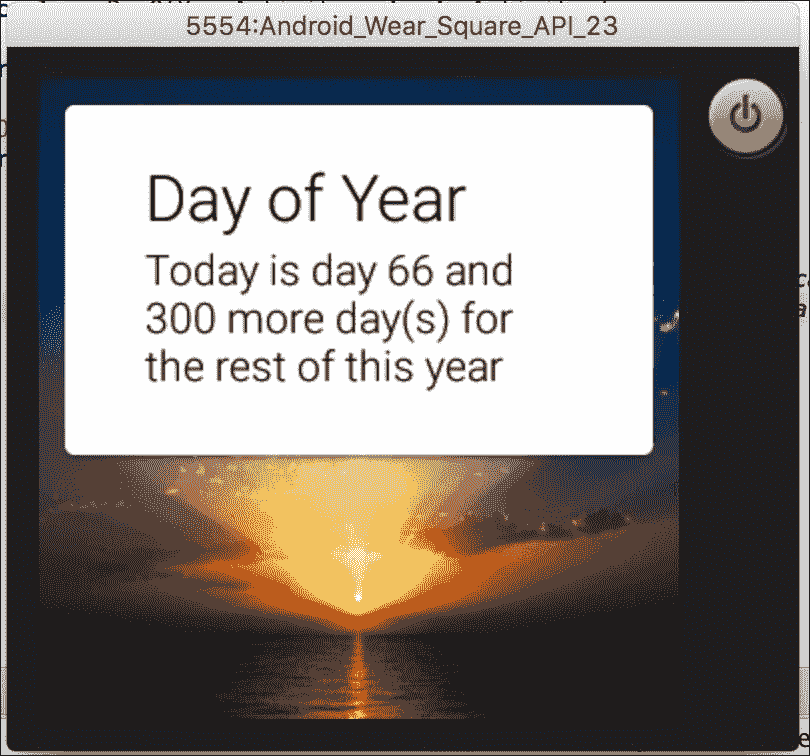 5554:Android_Wear_Square_API_23
Day of Year
Today is day 66 and
300 more day(s) for
the rest of this year